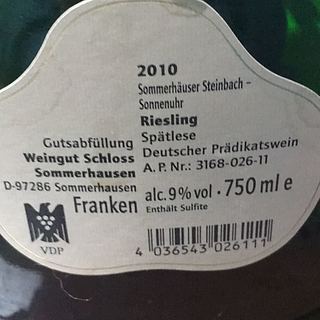 2010
Sommerhäuser Steinbach –
Sonnenuhr
Riesling
Spätlese
Deutscher Prädikatswein
A. P. Nr.: 3168-026-11
Gutsabfüllung
Weingut Schloss
Sommerhausen
D-97286 Sommerhausen
Franken
alc. 9% vol · 750 ml e
Enthält Sulfite
VDP
4 036543 026111